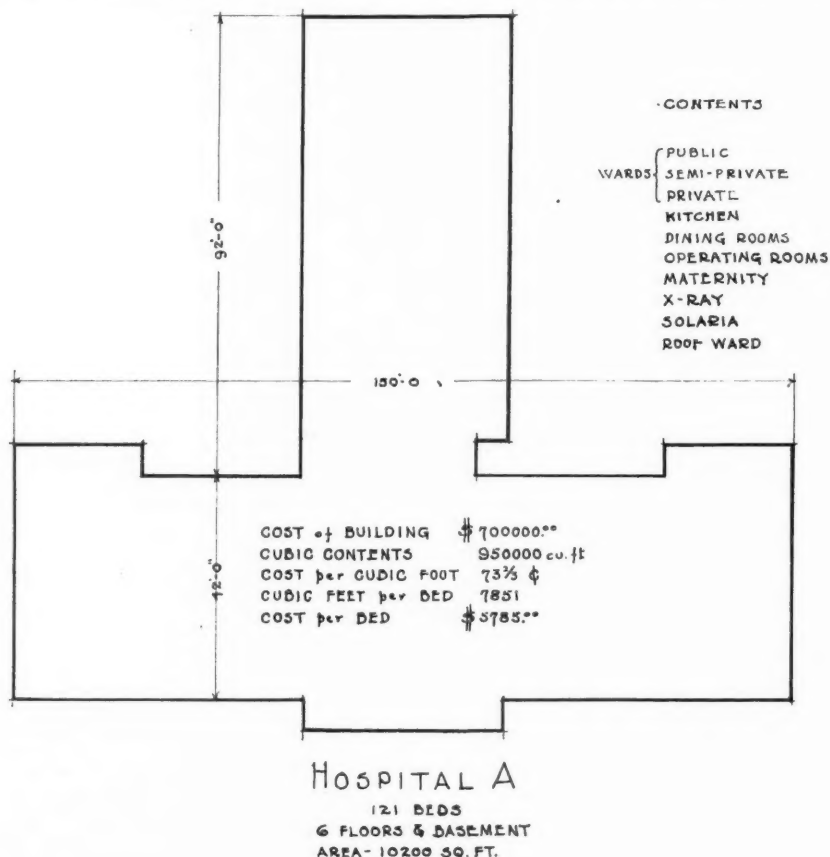 92'-0"
·CONTENTS
WARDS
PUBLIC
SEMI-PRIVATE
PRIVATE
KITCHEN
DINING ROOMS
OPERATING ROOMS
MATERNITY
X-RAY
SOLARIA
ROOF WARD
150'-0
42'-0"
COST of BUILDING $700000.00
CUBIC CONTENTS 950000 cu.ft
COST per CUBIC FOOT 73⅔ ¢
CUBIC FEET per BED 7851
COST per BED $5785.00
HOSPITAL A
121 BEDS
6 FLOORS & BASEMENT
AREA- 10200 SQ. FT.